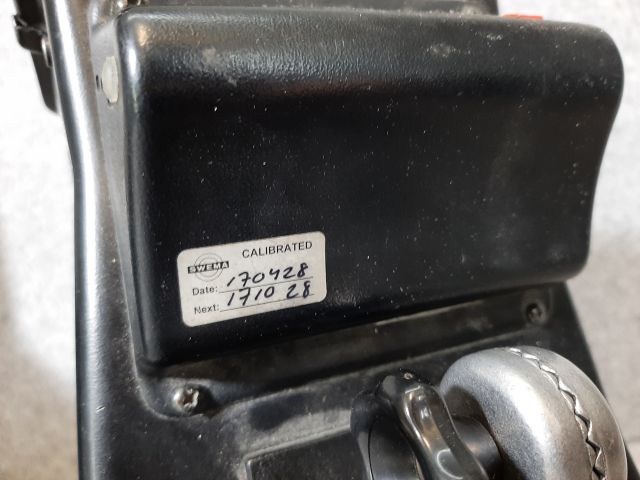 SWEMA CALIBRATED
Date: 170428
Next: 171028